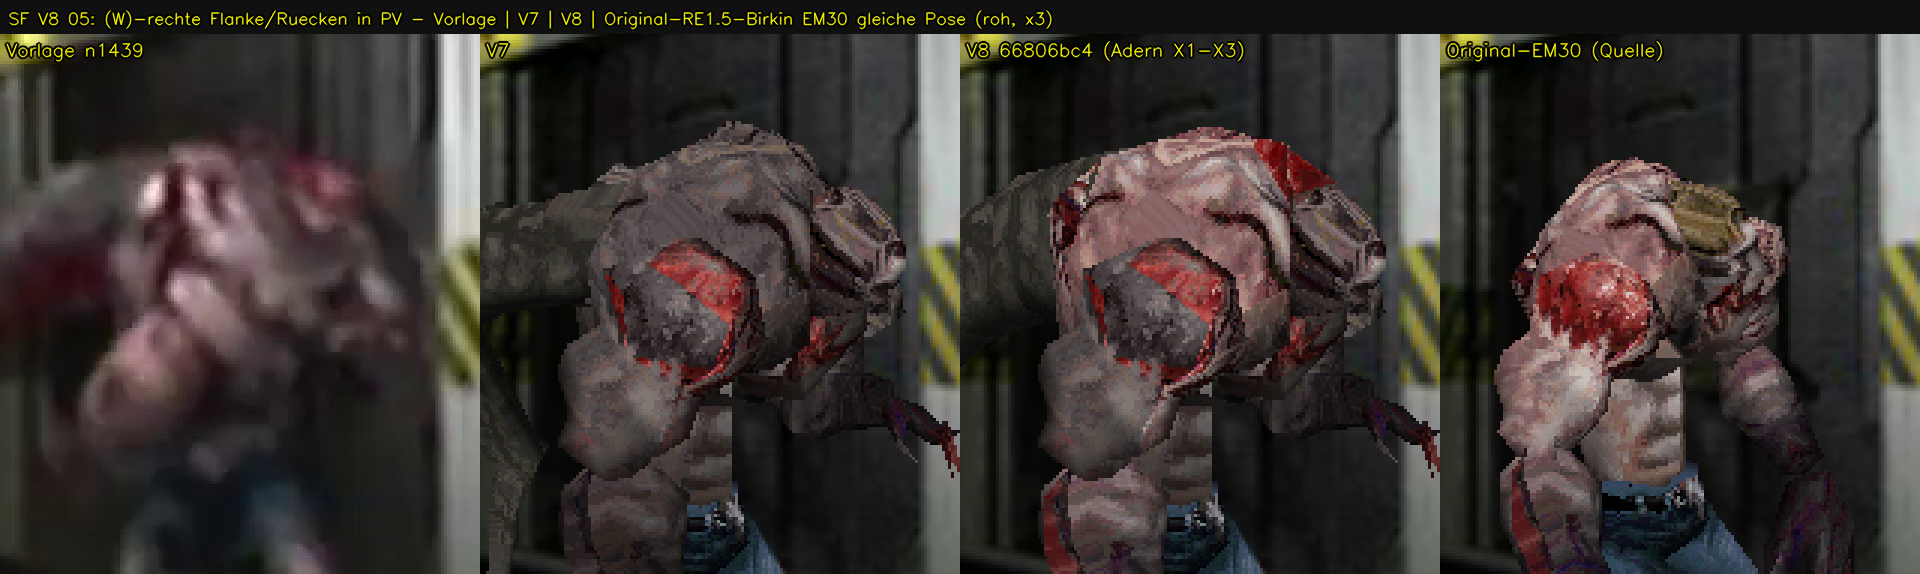 SF V8 05: (W)-rechte Flanke/Ruecken in PV - Vorlage | V7 | V8 | Original-RE1.5-Birkin EM30 gleiche Pose (roh, x3)
Vorlage n1439
V7
V8 66806bc4 (Adern X1-X3)
Original-EM30 (Quelle)